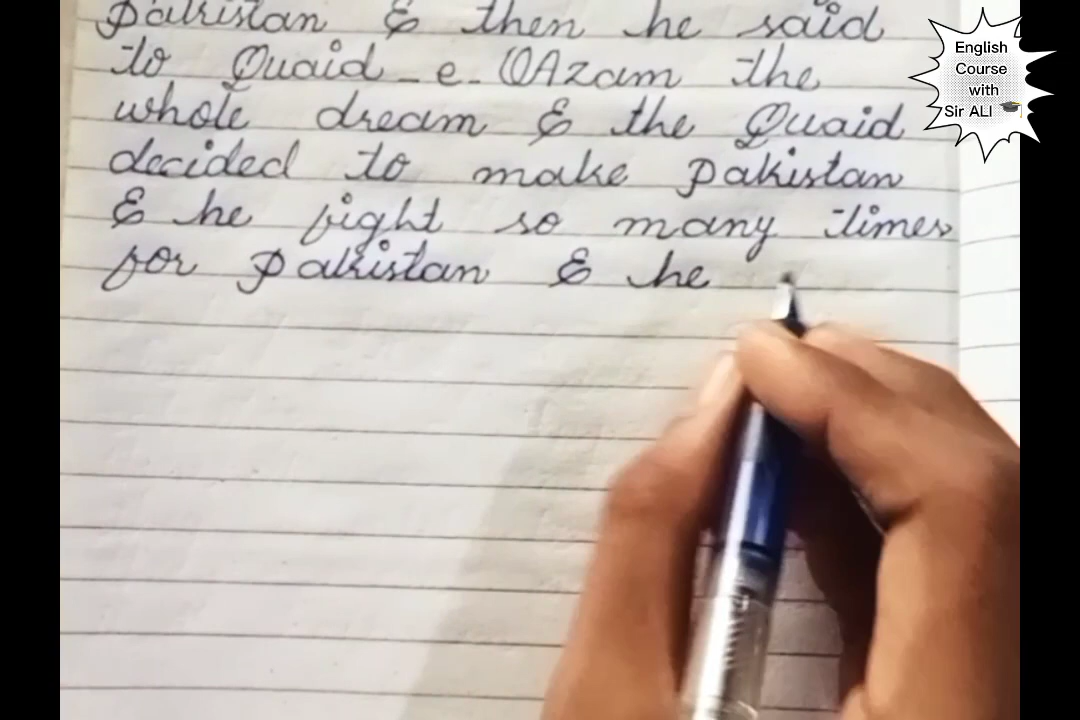 Pakistan & then he said
to Quaid-e-Azam the
whole dream & the Quaid
decided to make Pakistan
& he fight so many times
for Pakistan & he
English
Course
with
Sir ALI